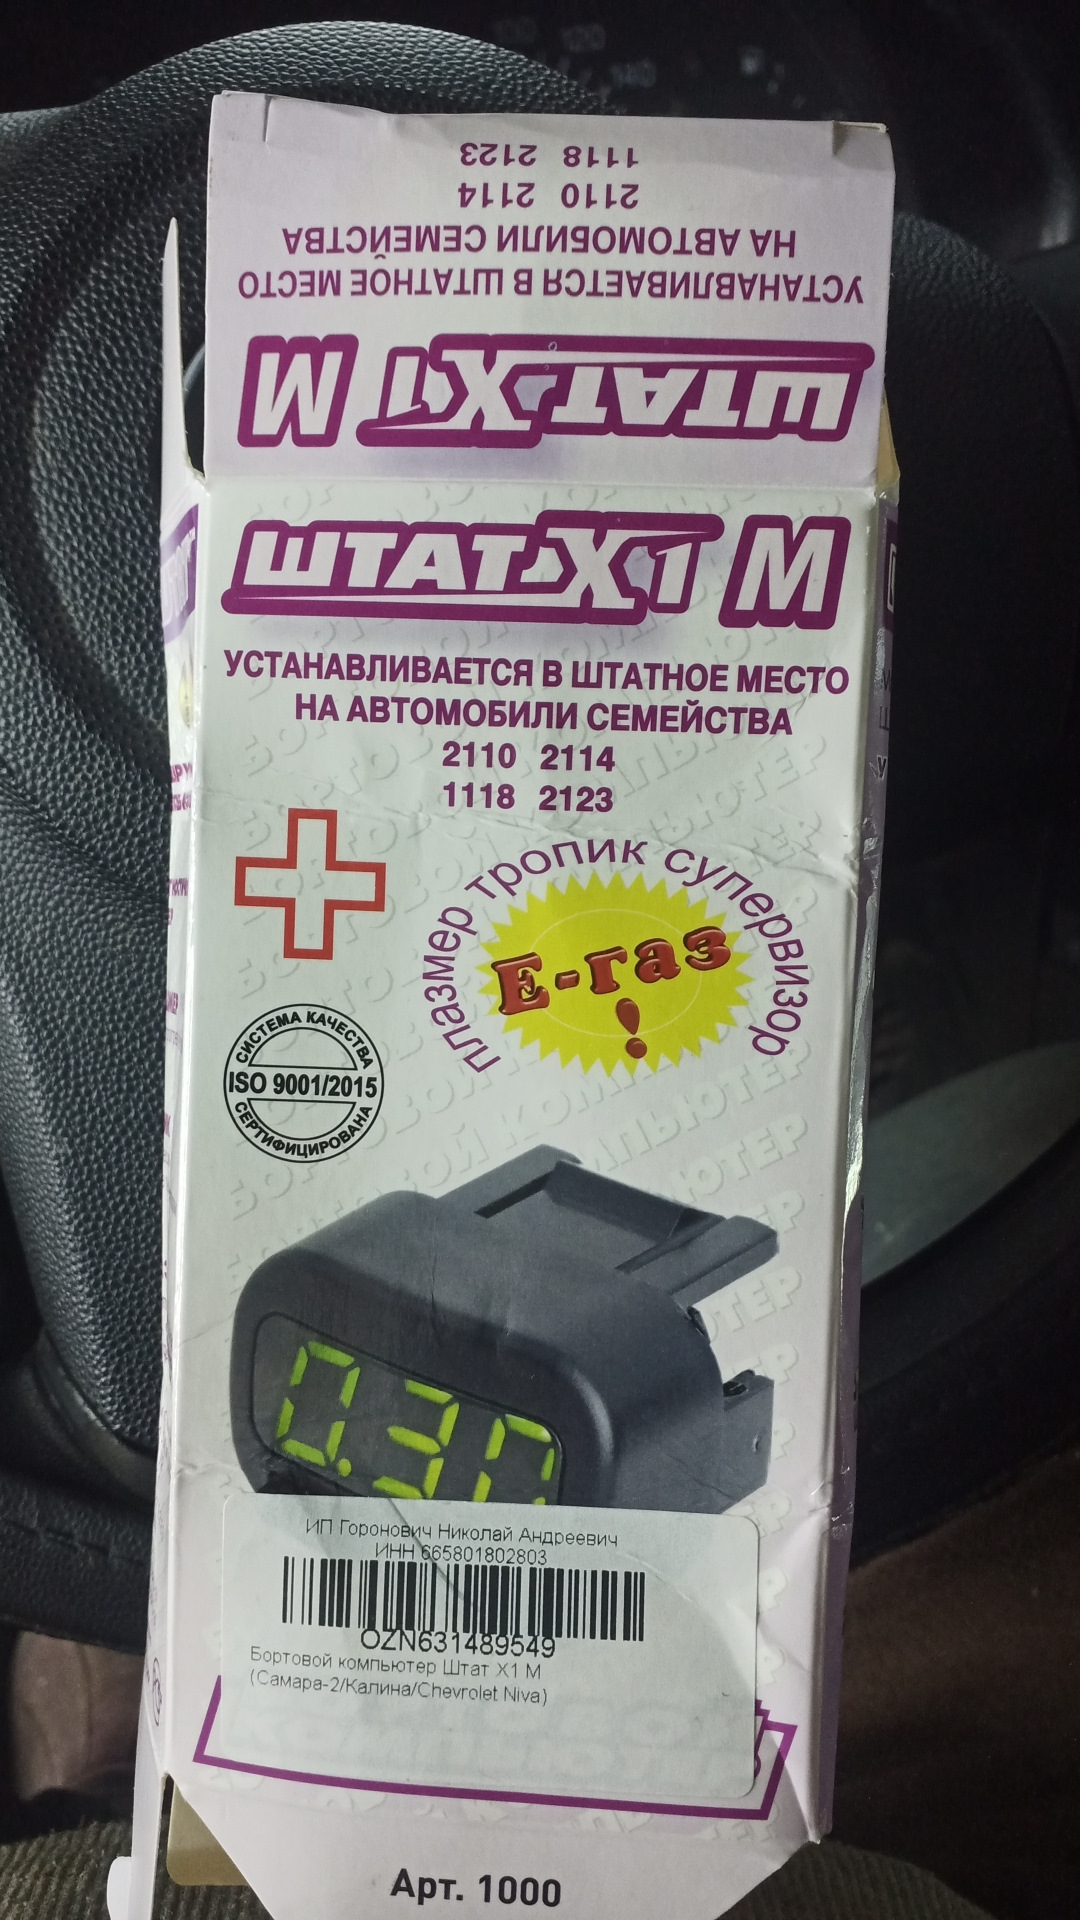 1118 2123
2110 2114
НА АВТОМОБИЛИ СЕМЕЙСТВА
УСТАНАВЛИВАЕТСЯ В ШТАТНОЕ МЕСТО
ШТАТ X1 M
ШТАТ X1 M
УСТАНАВЛИВАЕТСЯ В ШТАТНОЕ МЕСТО
НА АВТОМОБИЛИ СЕМЕЙСТВА
2110 2114
1118 2123
плазмер тропик супервизор
Е-газ
!
СИСТЕМА КАЧЕСТВА
ISO 9001/2015
СЕРТИФИЦИРОВАНА
БОРТОВОЙ КОМПЬЮТЕР
0.30
ИП Горонович Николай Андреевич
ИНН 665801802803
OZN631489549
Бортовой компьютер Штат X1 M
(Самара-2/Калина/Chevrolet Niva)
Арт. 1000